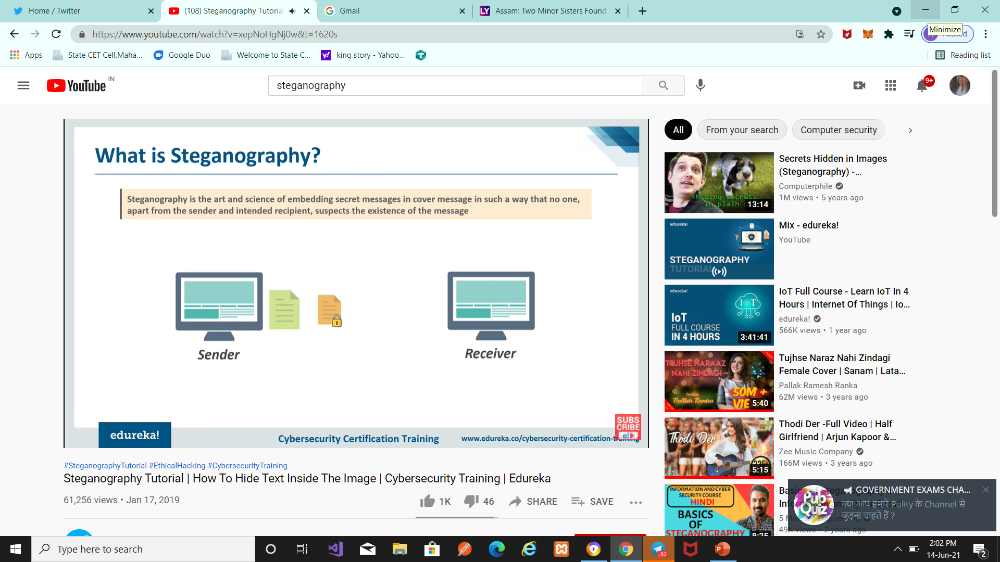 Home / Twitter
(108) Steganography Tutorial
Gmail
Assam: Two Minor Sisters Found
Minimize
https://www.youtube.com/watch?v=xepNoHgNj0w&t=1620s
Apps
State CET Cell,Maha...
Google Duo
Welcome to State C...
king story - Yahoo...
Reading list
YouTube IN
steganography
9+
What is Steganography?
Steganography is the art and science of embedding secret messages in cover message in such a way that no one,
apart from the sender and intended recipient, suspects the existence of the message
Sender
Receiver
edureka!
Cybersecurity Certification Training
www.edureka.co/cybersecurity-certification-training
SUBS
CRIBE
e!
#SteganographyTutorial #EthicalHacking #CybersecurityTraining
Steganography Tutorial | How To Hide Text Inside The Image | Cybersecurity Training | Edureka
61,256 views • Jan 17, 2019
1K
46
SHARE
SAVE
All
From your search
Computer security
<hiding secrets
in plain
13:14
Secrets Hidden in Images
(Steganography) -...
Computerphile
1M views • 5 years ago
edureka!
STEGANOGRAPHY
TUTORIAL
Mix - edureka!
YouTube
edureka!
IoT
IoT
FULL COURSE
IN 4 HOURS
3:41:41
IoT Full Course - Learn IoT In 4
Hours | Internet Of Things | Io...
edureka!
566K views • 1 year ago
TUJHSE NARAAZ
NAHI ZINDAGI
50M +
VIE
Cover by
Pallak Ranka
5:40
Tujhse Naraz Nahi Zindagi
Female Cover | Sanam | Lata...
Pallak Ramesh Ranka
62M views • 3 years ago
Thodi Der
5:15
Thodi Der -Full Video | Half
Girlfriend | Arjun Kapoor &...
Zee Music Company
166M views • 3 years ago
INFORMATION AND CYBER
SECURITY COURSE
HINDI
BASICS
OF
STEGANOGRAPHY
9:25
49K views • 2 years ago
Pub
Quiz
GOVERNMENT EXAMS CHA...
क्या आप हमारे Polity के Channel से
जुड़ना चाहते हैं ?
Type here to search
..82
2:02 PM
14-Jun-21
2